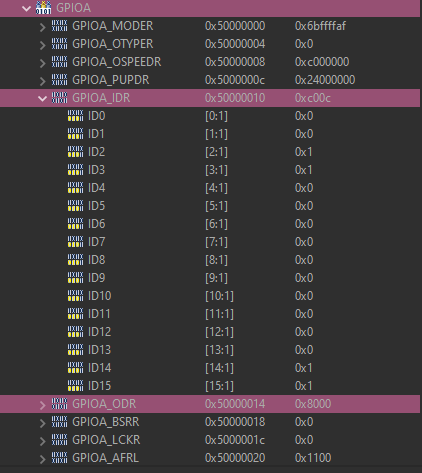 GPIOA
GPIOA_MODER 0x50000000 0x6bffffaf
GPIOA_OTYPER 0x50000004 0x0
GPIOA_OSPEEDR 0x50000008 0xc000000
GPIOA_PUPDR 0x5000000c 0x24000000
GPIOA_IDR 0x50000010 0xc00c
ID0 [0:1] 0x0
ID1 [1:1] 0x0
ID2 [2:1] 0x1
ID3 [3:1] 0x1
ID4 [4:1] 0x0
ID5 [5:1] 0x0
ID6 [6:1] 0x0
ID7 [7:1] 0x0
ID8 [8:1] 0x0
ID9 [9:1] 0x0
ID10 [10:1] 0x0
ID11 [11:1] 0x0
ID12 [12:1] 0x0
ID13 [13:1] 0x0
ID14 [14:1] 0x1
ID15 [15:1] 0x1
GPIOA_ODR 0x50000014 0x8000
GPIOA_BSRR 0x50000018 0x0
GPIOA_LCKR 0x5000001c 0x0
GPIOA_AFRL 0x50000020 0x1100